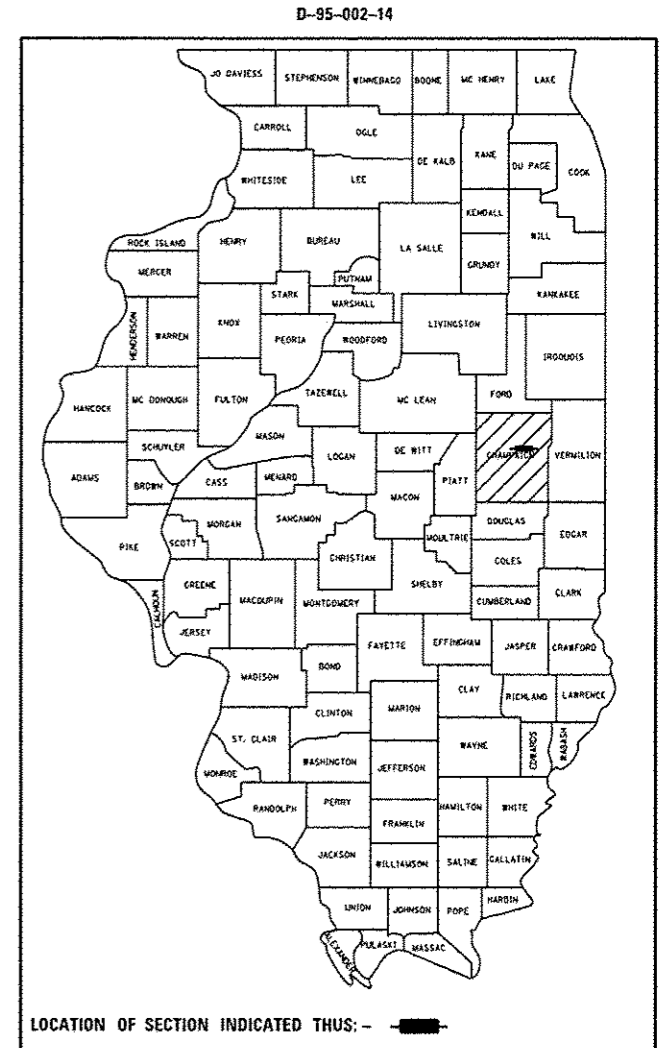 D-95-002-14
JO DAVIESS STEPHENSON WINNEBAGO BOONE MC HENRY LAKE
CARROLL OGLE DE KALB KANE DU PAGE COOK
WHITESIDE LEE KENDALL WILL
ROCK ISLAND HENRY BUREAU LA SALLE GRUNDY
MERCER PUTNAM KANKAKEE
HENDERSON WARREN KNOX STARK MARSHALL LIVINGSTON
PEORIA WOODFORD IROQUOIS
HANCOCK MC DONOUGH FULTON TAZEWELL MC LEAN FORD
SCHUYLER MASON LOGAN DE WITT CHAMPAIGN VERMILION
ADAMS BROWN CASS MENARD MACON PIATT
PIKE SCOTT MORGAN SANGAMON CHRISTIAN MOULTRIE DOUGLAS EDGAR
COLES
CALHOUN GREENE MACOUPIN MONTGOMERY SHELBY CUMBERLAND CLARK
JERSEY FAYETTE EFFINGHAM JASPER CRAWFORD
MADISON BOND CLAY RICHLAND LAWRENCE
CLINTON MARION
ST. CLAIR WASHINGTON JEFFERSON WAYNE EDWARDS WABASH
MONROE
RANDOLPH PERRY FRANKLIN HAMILTON WHITE
JACKSON WILLIAMSON SALINE GALLATIN
UNION JOHNSON POPE HARDIN
ALEXANDER PULASKI MASSAC
LOCATION OF SECTION INDICATED THUS: -